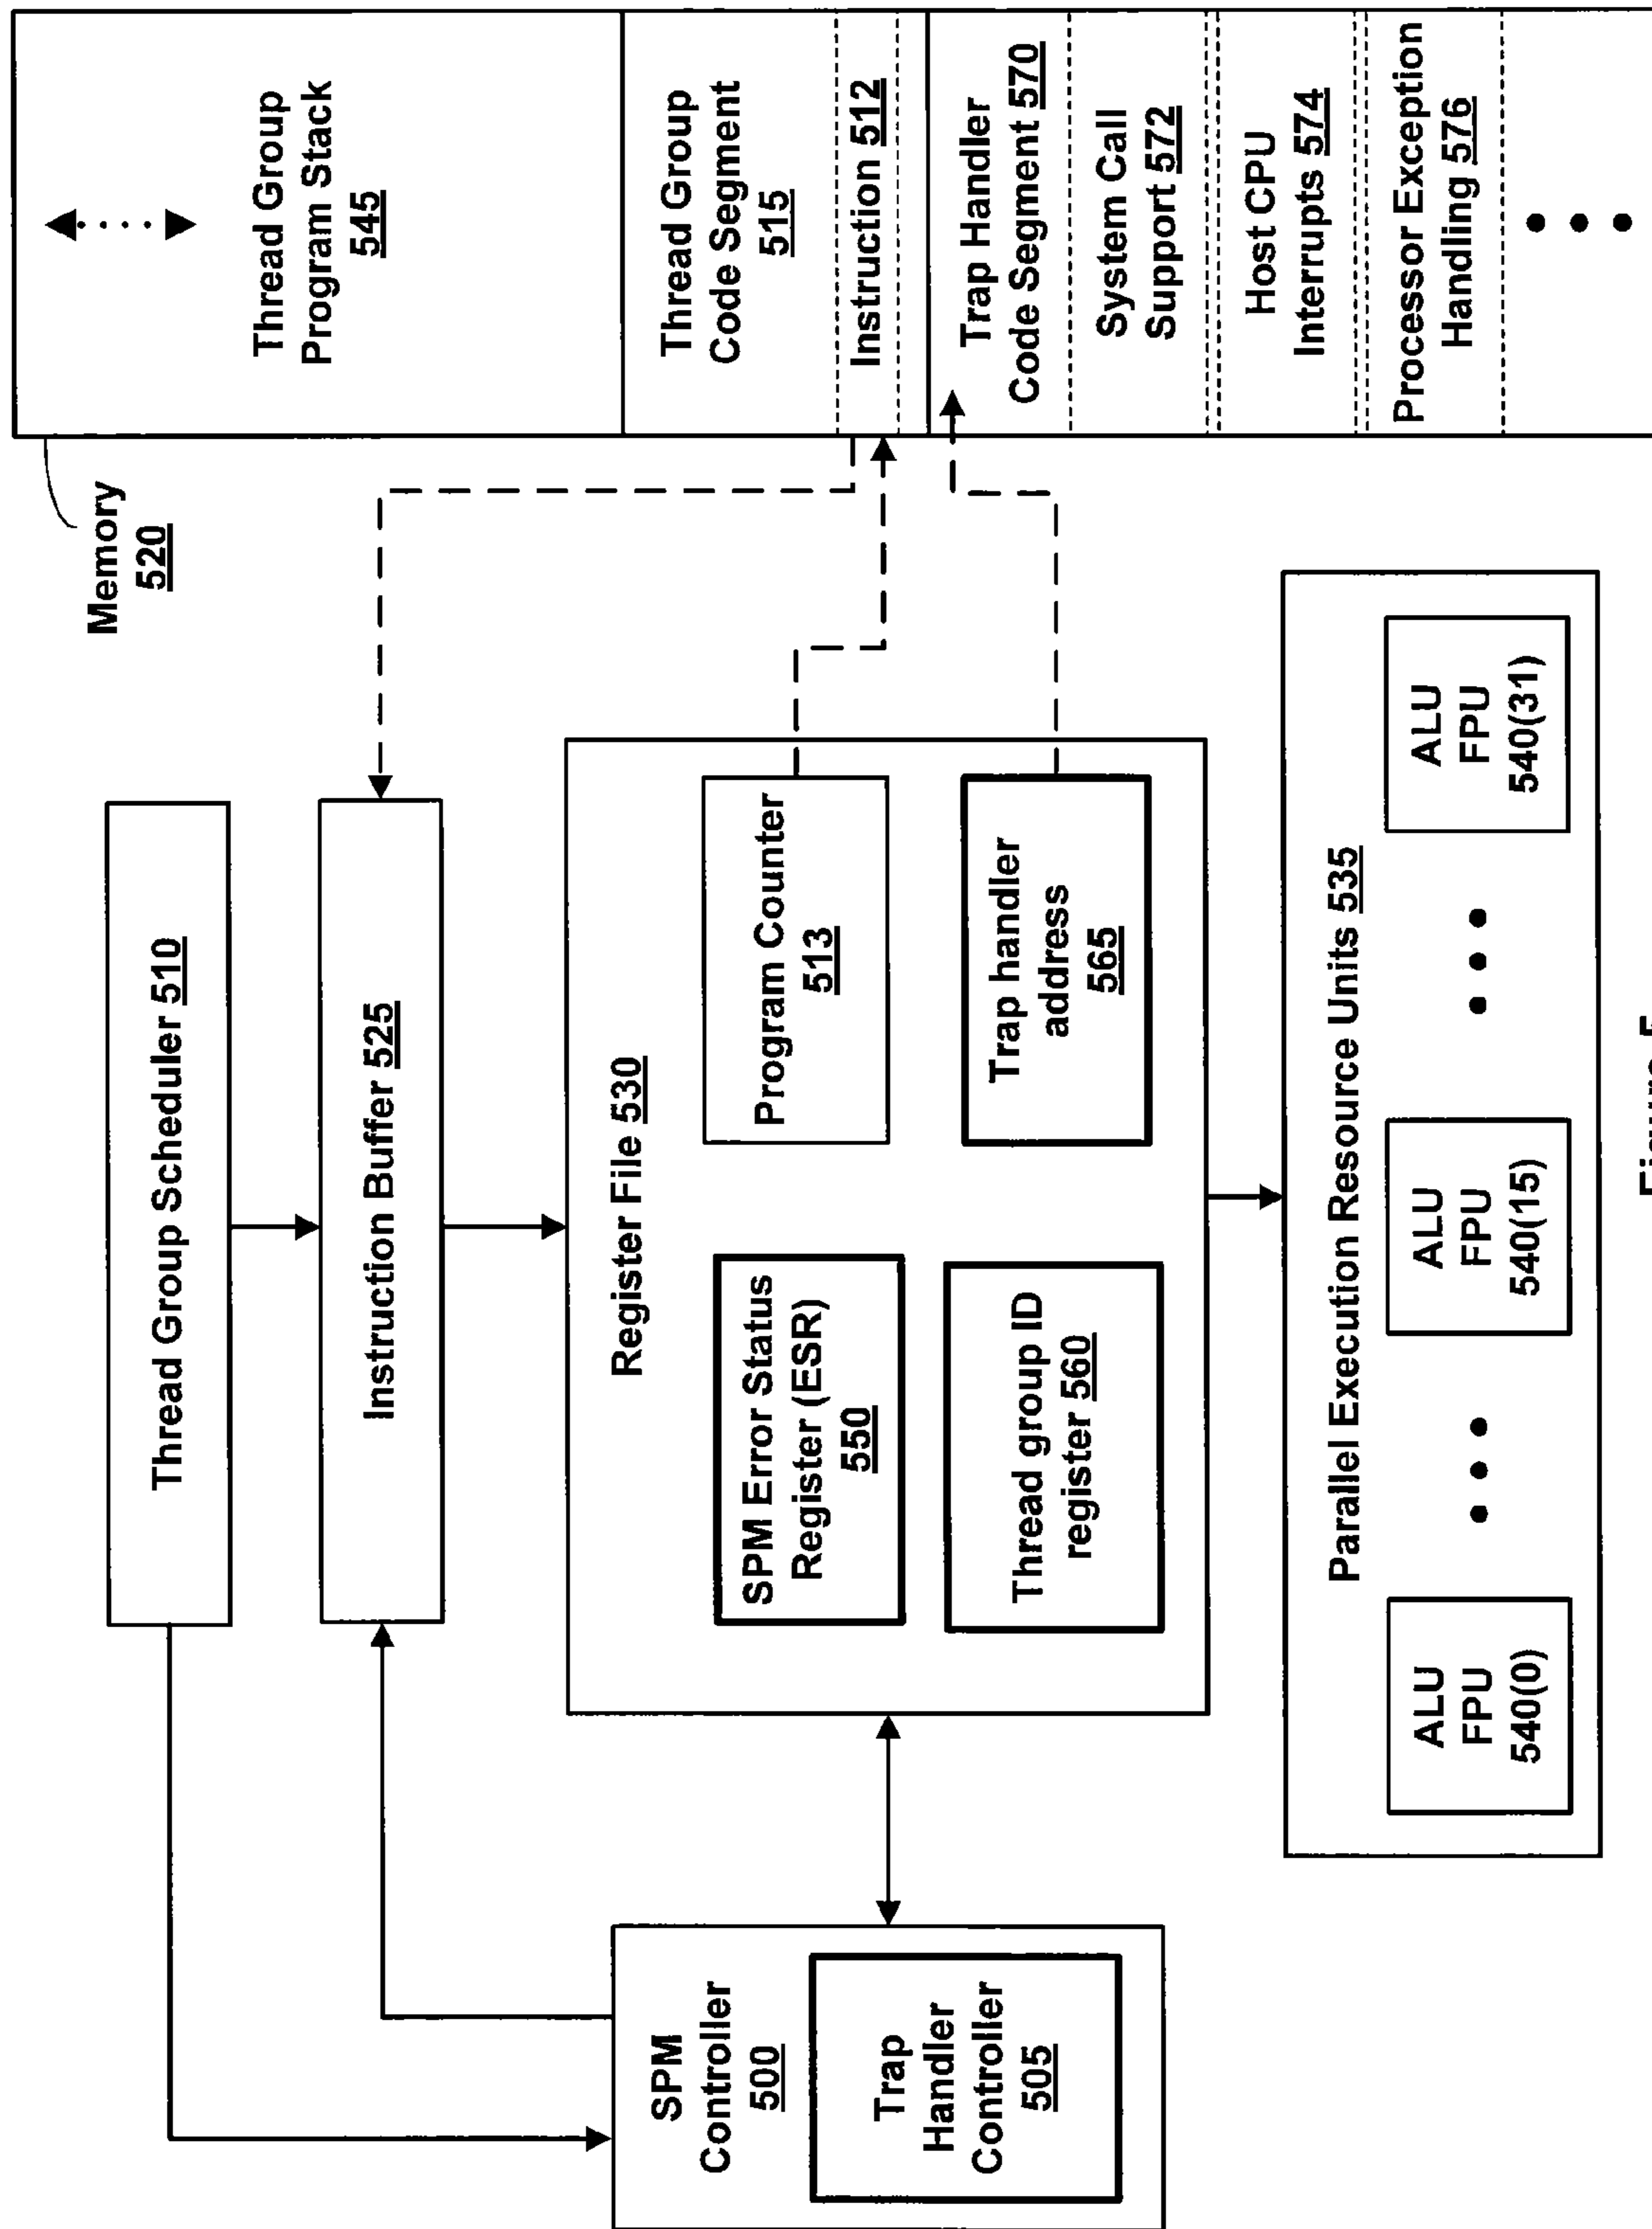 Thread Group Scheduler 510
Instruction Buffer 525
SPM
Controller
500
Trap
Handler
Controller
505
Register File 530
SPM Error Status
Register (ESR)
550
Program Counter
513
Thread group ID
register 560
Trap handler
address
565
Parallel Execution Resource Units 535
ALU
FPU
540(0)
ALU
FPU
540(15)
ALU
FPU
540(31)
Memory
520
Thread Group
Program Stack
545
Thread Group
Code Segment
515
Instruction 512
Trap Handler
Code Segment 570
System Call
Support 572
Host CPU
Interrupts 574
Processor Exception
Handling 576